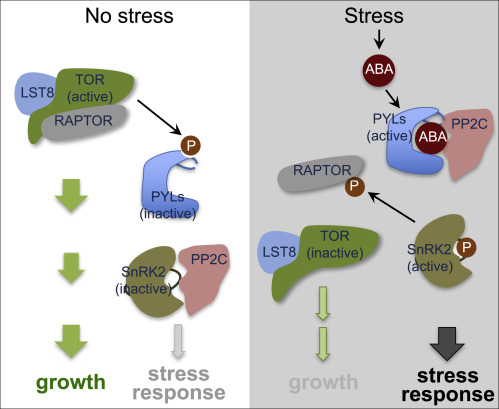 No stress
LST8
TOR
(active)
RAPTOR
P
PYLs
(inactive)
SnRK2
(inactive)
PP2C
growth
stress
response
Stress
ABA
PYLs
(active)
ABA
PP2C
RAPTOR
P
LST8
TOR
(inactive)
SnRK2
(active)
P
growth
stress
response